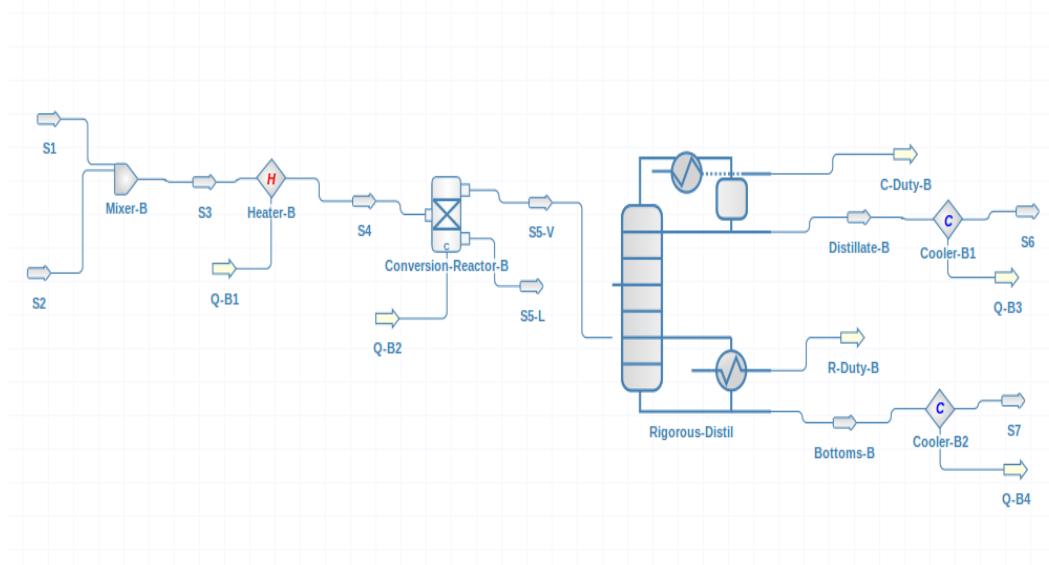 S1
Mixer-B
S2
S3
H
Heater-B
Q-B1
S4
C
Conversion-Reactor-B
Q-B2
S5-V
S5-L
Rigorous-Distil
C-Duty-B
Distillate-B
C
Cooler-B1
S6
Q-B3
R-Duty-B
Bottoms-B
C
Cooler-B2
S7
Q-B4